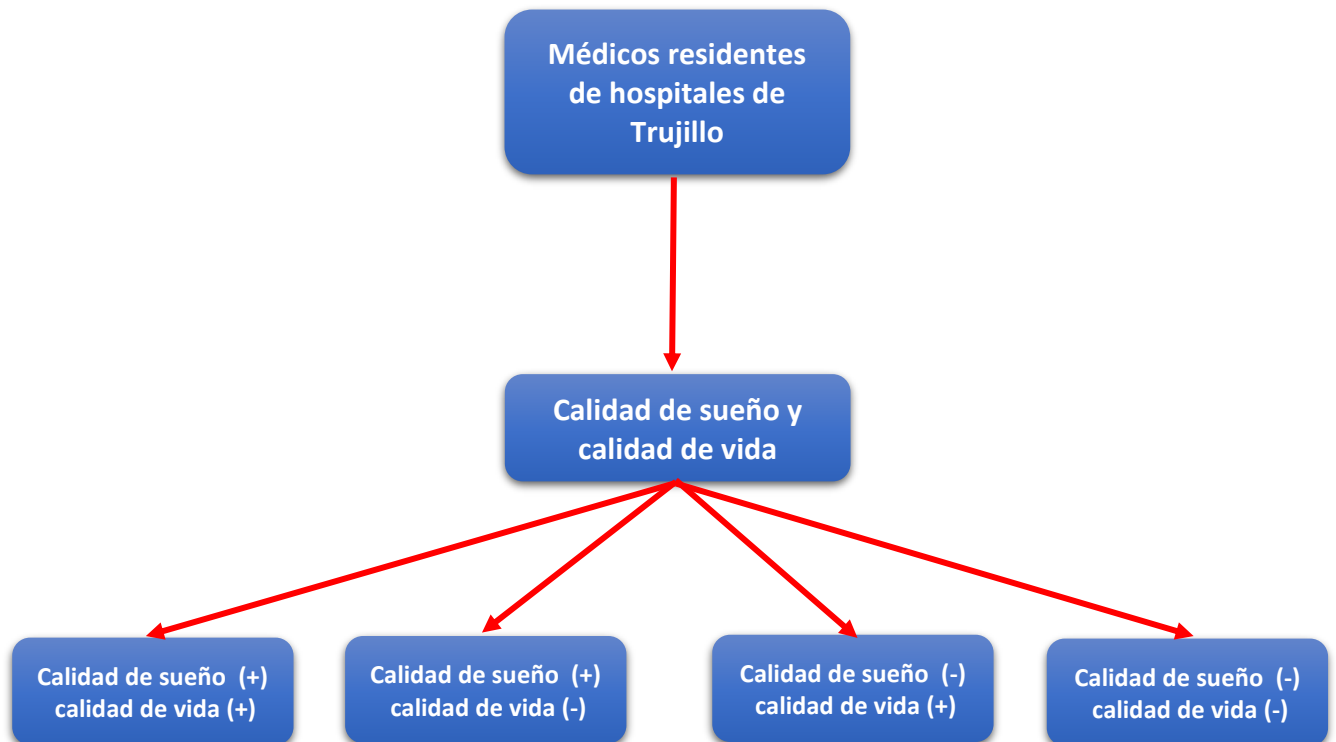 Médicos residentes
de hospitales de
Trujillo
Calidad de sueño y
calidad de vida
Calidad de sueño (+)
calidad de vida (+)
Calidad de sueño (+)
calidad de vida (-)
Calidad de sueño (-)
calidad de vida (+)
Calidad de sueño (-)
calidad de vida (-)